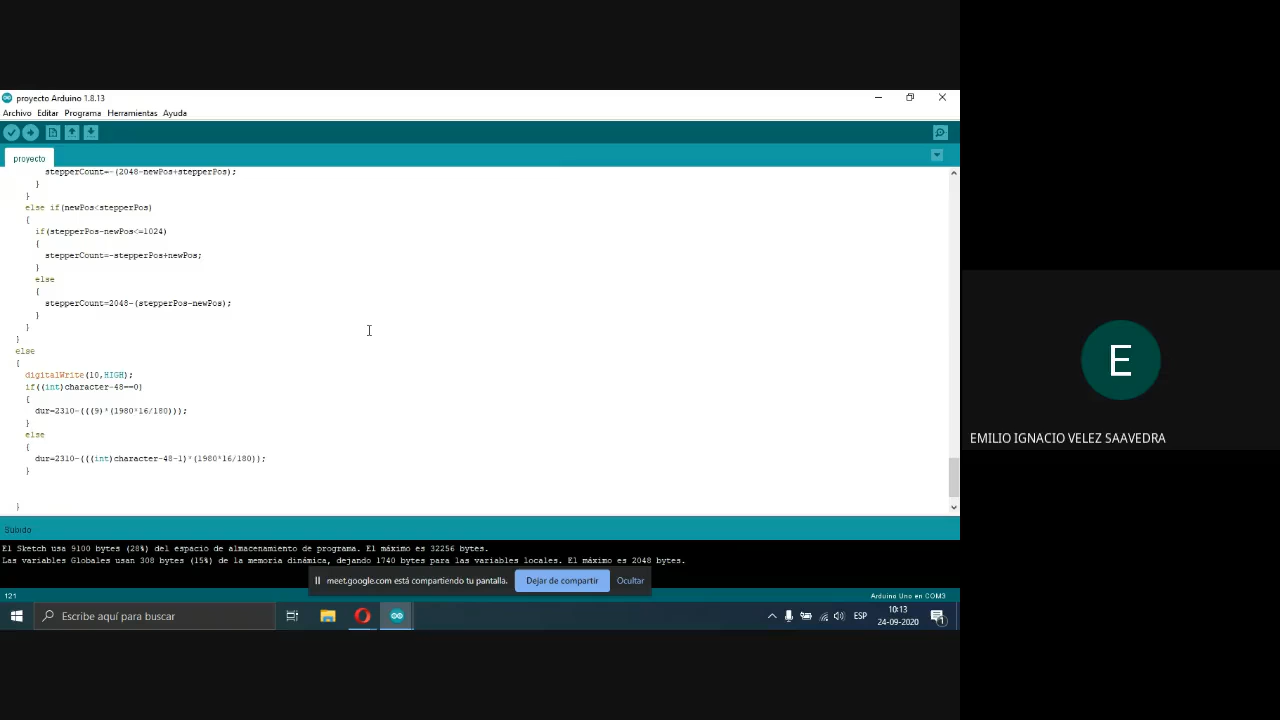 proyecto Arduino 1.8.13
Archivo Editar Programa Herramientas Ayuda
proyecto
stepperCount=-(2048-newPos+stepperPos);
}
}
else if(newPos<stepperPos)
{
if(stepperPos-newPos<=1024)
{
stepperCount=-stepperPos+newPos;
}
else
{
stepperCount=2048-(stepperPos-newPos);
}
}
}
else
{
digitalWrite(10,HIGH);
if((int)character-48==0)
{
dur=2310-(((9)*(1980*16/180)));
}
else
{
dur=2310-(((int)character-48-1)*(1980*16/180));
}
}
Subido
El Sketch usa 9100 bytes (28%) del espacio de almacenamiento de programa. El máximo es 32256 bytes.
Las variables Globales usan 308 bytes (15%) de la memoria dinámica, dejando 1740 bytes para las variables locales. El máximo es 2048 bytes.
meet.google.com está compartiendo tu pantalla.
Dejar de compartir
Ocultar
121
Arduino Uno en COM3
Escribe aquí para buscar
ESP
10:13
24-09-2020
1
E
EMILIO IGNACIO VELEZ SAAVEDRA